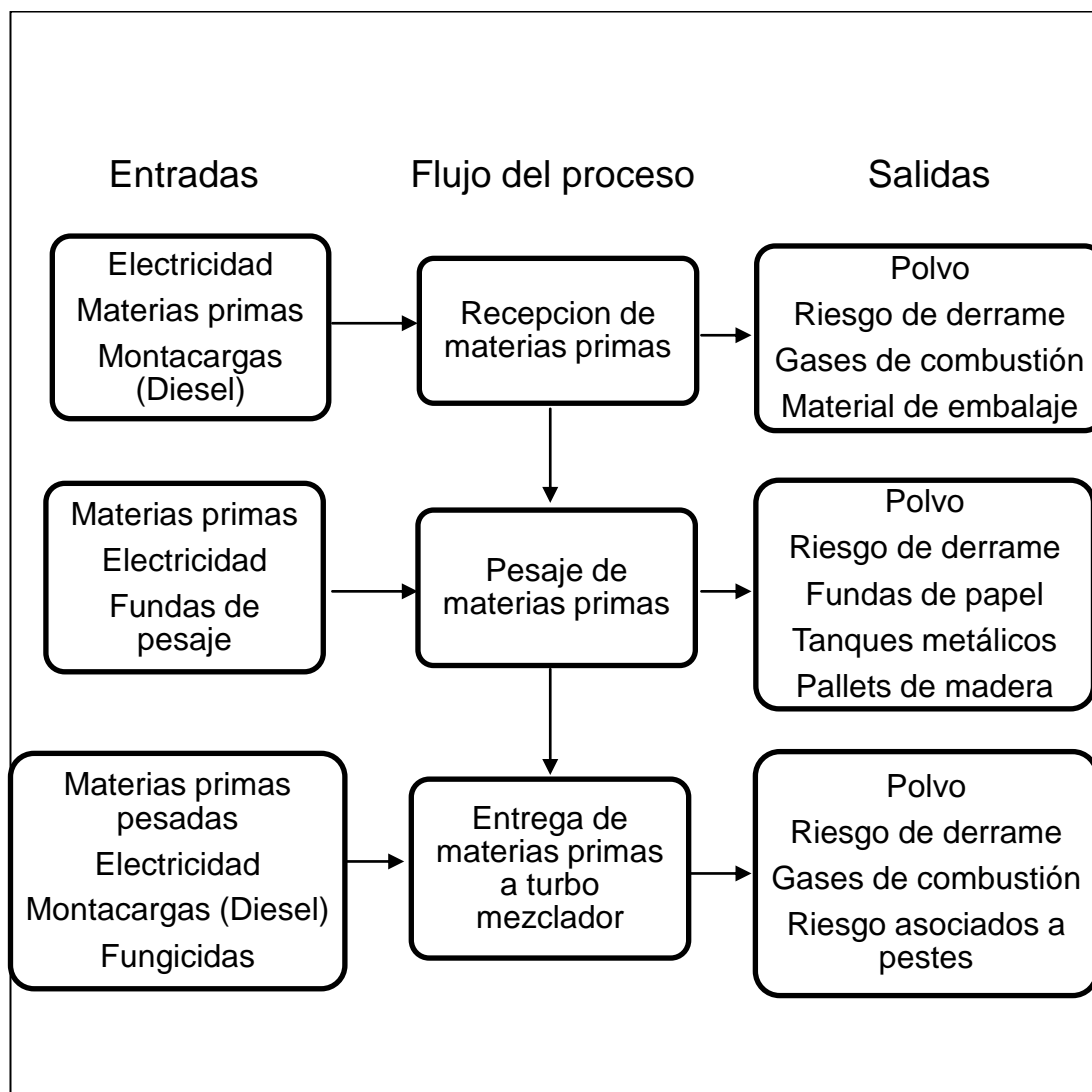 Entradas
Flujo del proceso
Salidas
Electricidad
Materias primas
Montacargas
(Diesel)
Recepcion de
materias primas
Polvo
Riesgo de derrame
Gases de combustión
Material de embalaje
Materias primas
Electricidad
Fundas de
pesaje
Pesaje de
materias primas
Polvo
Riesgo de derrame
Fundas de papel
Tanques metálicos
Pallets de madera
Materias primas
pesadas
Electricidad
Montacargas (Diesel)
Fungicidas
Entrega de
materias primas
a turbo
mezclador
Polvo
Riesgo de derrame
Gases de combustión
Riesgo asociados a
pestes